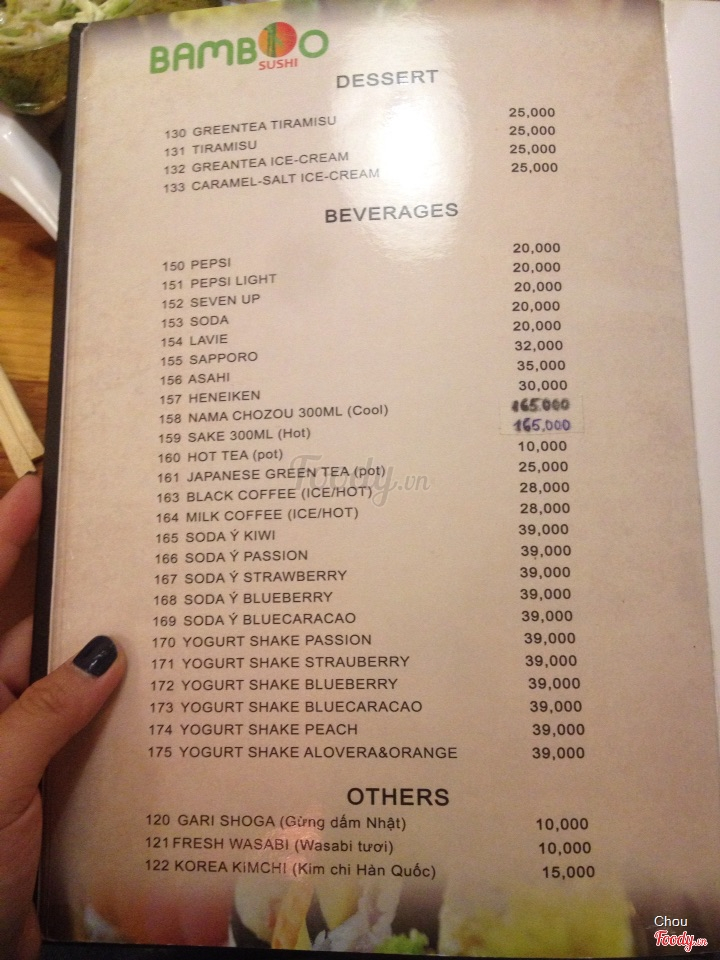 BAMBOO
SUSHI
DESSERT
130 GREENTEA TIRAMISU 25,000
131 TIRAMISU 25,000
132 GREANTEA ICE-CREAM 25,000
133 CARAMEL-SALT ICE-CREAM 25,000
BEVERAGES
150 PEPSI 20,000
151 PEPSI LIGHT 20,000
152 SEVEN UP 20,000
153 SODA 20,000
154 LAVIE 20,000
155 SAPPORO 32,000
156 ASAHI 35,000
157 HENEIKEN 30,000
158 NAMA CHOZOU 300ML (Cool) 165.000
159 SAKE 300ML (Hot) 165,000
160 HOT TEA (pot) 10,000
161 JAPANESE GREEN TEA (pot) 25,000
163 BLACK COFFEE (ICE/HOT) 28,000
164 MILK COFFEE (ICE/HOT) 28,000
165 SODA Ý KIWI 39,000
166 SODA Ý PASSION 39,000
167 SODA Ý STRAWBERRY 39,000
168 SODA Ý BLUEBERRY 39,000
169 SODA Ý BLUECARACAO 39,000
170 YOGURT SHAKE PASSION 39,000
171 YOGURT SHAKE STRAUBERRY 39,000
172 YOGURT SHAKE BLUEBERRY 39,000
173 YOGURT SHAKE BLUECARACAO 39,000
174 YOGURT SHAKE PEACH 39,000
175 YOGURT SHAKE ALOVERA&ORANGE 39,000
OTHERS
120 GARI SHOGA (Gừng dấm Nhật) 10,000
121 FRESH WASABI (Wasabi tươi) 10,000
122 KOREA KiMCHI (Kim chi Hàn Quốc) 15,000
Foody.vn
Chou
Foody.vn